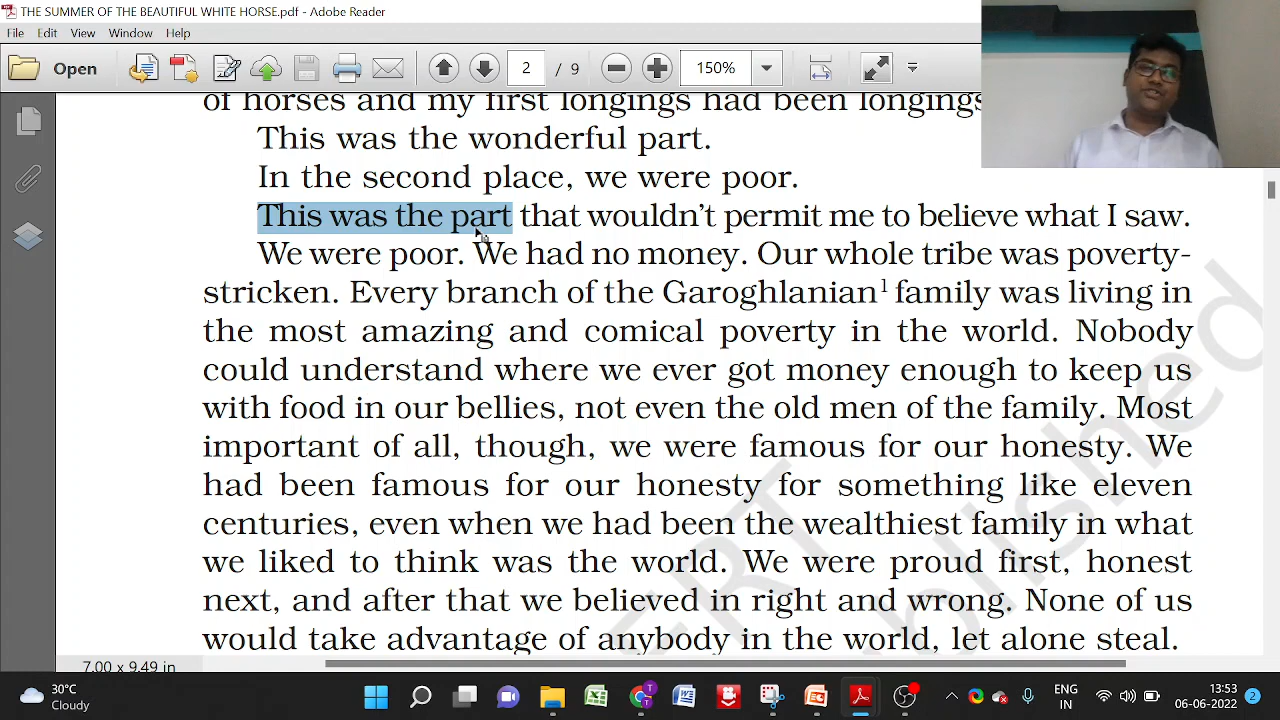 THE SUMMER OF THE BEAUTIFUL WHITE HORSE.pdf - Adobe Reader
File Edit View Window Help
Open 2 / 9 150%
of horses and my first longings had been longings
This was the wonderful part.
In the second place, we were poor.
This was the part that wouldn't permit me to believe what I saw.
We were poor. We had no money. Our whole tribe was poverty-
stricken. Every branch of the Garoghlanian1 family was living in
the most amazing and comical poverty in the world. Nobody
could understand where we ever got money enough to keep us
with food in our bellies, not even the old men of the family. Most
important of all, though, we were famous for our honesty. We
had been famous for our honesty for something like eleven
centuries, even when we had been the wealthiest family in what
we liked to think was the world. We were proud first, honest
next, and after that we believed in right and wrong. None of us
would take advantage of anybody in the world, let alone steal.
7.00 x 9.49 in
30°C
Cloudy
ENG
IN
13:53
06-06-2022
2